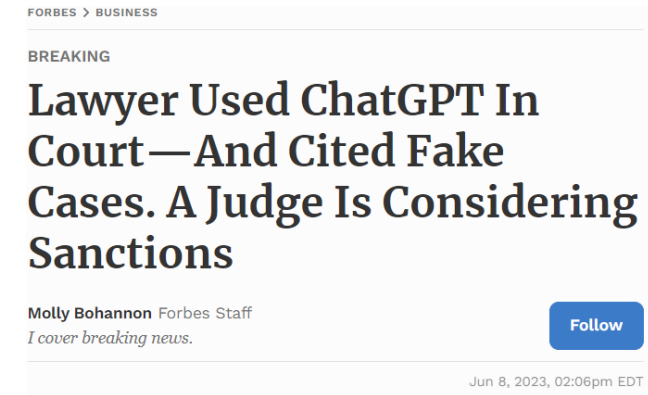 FORBES > BUSINESS
BREAKING
Lawyer Used ChatGPT In
Court—And Cited Fake
Cases. A Judge Is Considering
Sanctions
Molly Bohannon Forbes Staff
I cover breaking news.
Follow
Jun 8, 2023, 02:06pm EDT